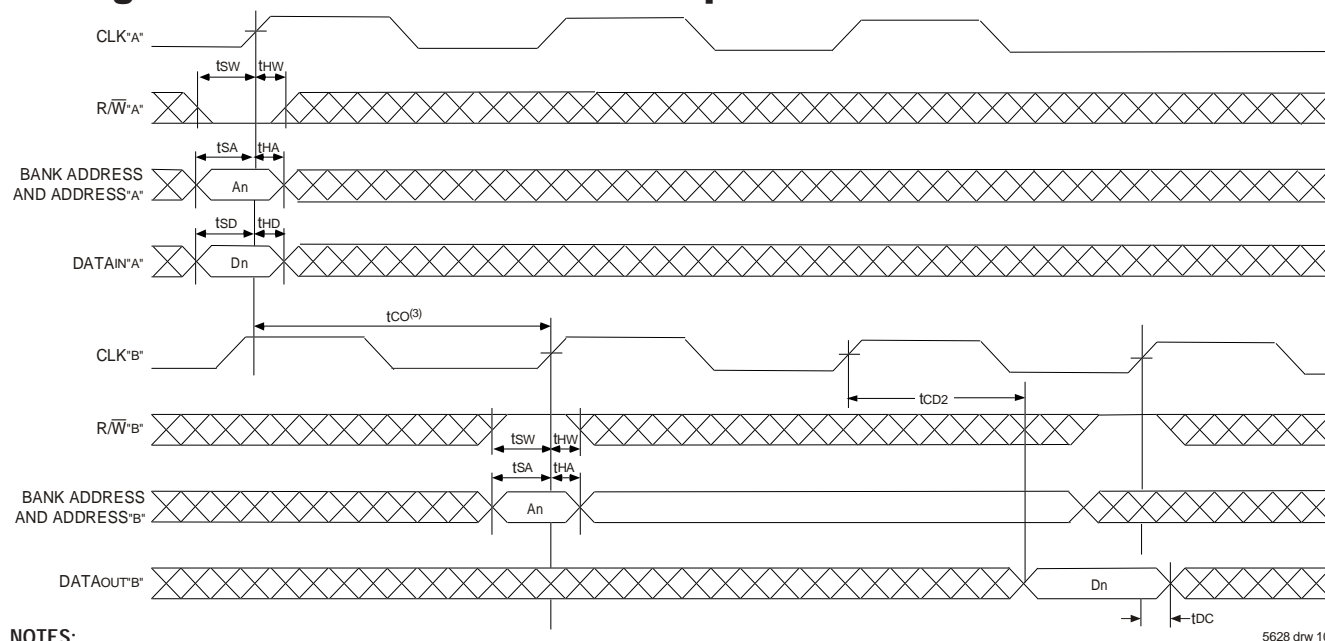 CLK"A"
tSW tHW
R/W̅"A"
tSA tHA
BANK ADDRESS
AND ADDRESS"A"
An
tSD tHD
DATAIN"A"
Dn
tCO(3)
CLK"B"
tCD2
R/W̅"B"
tSW tHW
tSA tHA
BANK ADDRESS
AND ADDRESS"B"
An
DATAOUT"B"
Dn
tDC
NOTES:
5628 drw 10